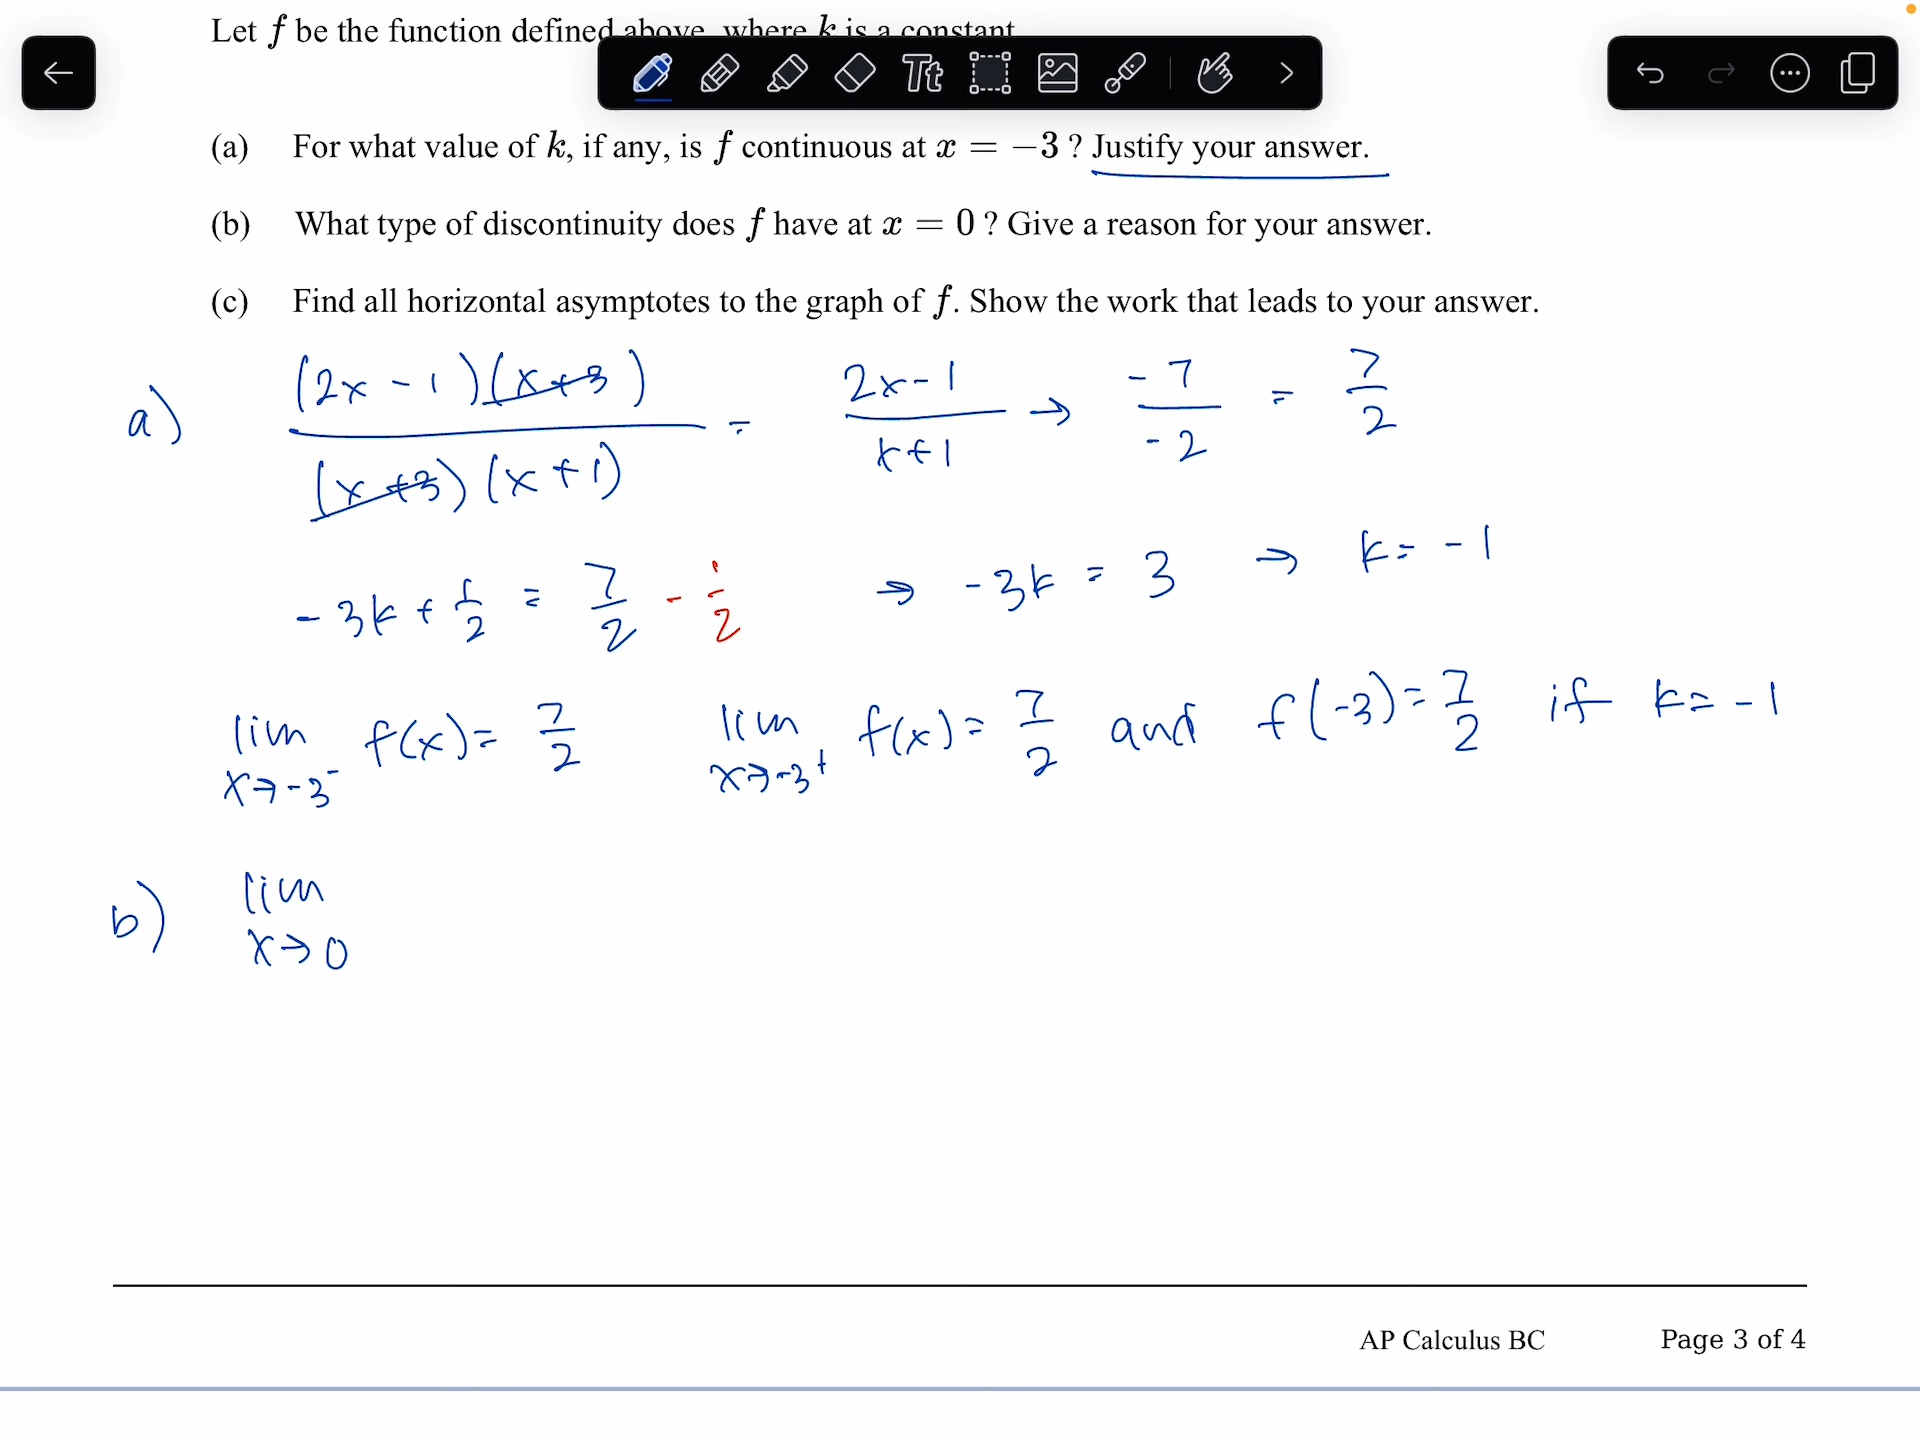 Let f be the function defined above, where k is a constant
Tt
(a) For what value of k, if any, is f continuous at x = −3 ? Justify your answer.
(b) What type of discontinuity does f have at x = 0 ? Give a reason for your answer.
(c) Find all horizontal asymptotes to the graph of f. Show the work that leads to your answer.
a) (2x - 1)(x+3) / (x+3)(x+1) = 2x-1 / x+1 → -7 / -2 = 7/2
-3k + 1/2 = 7/2 - 1/2 → -3k = 3 → k = -1
lim x→-3⁻ f(x) = 7/2 lim x→-3⁺ f(x) = 7/2 and f(-3) = 7/2 if k = -1
b) lim x→0
AP Calculus BC Page 3 of 4